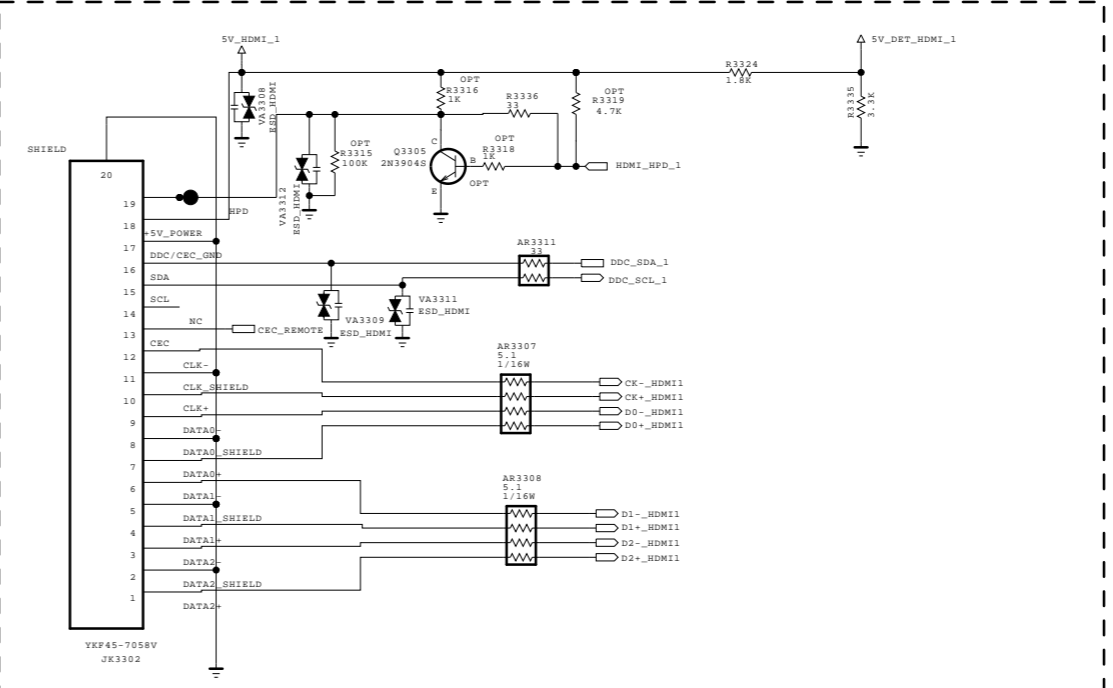 5V_HDMI_1
5V_DET_HDMI_1
OPT
R3316
1K
R3336
33
OPT
R3319
4.7K
R3324
1.8K
R3335
3.3K
VA3308
ESD_HDMI
OPT
R3315
100K
VA3312
ESD_HDMI
Q3305
2N3904S
C
B
E
OPT
OPT
R3318
1K
HDMI_HPD_1
SHIELD
20
19
HPD
18
+5V_POWER
17
DDC/CEC_GND
16
SDA
15
SCL
14
NC
13
CEC
12
CLK-
11
CLK_SHIELD
10
CLK+
9
DATA0-
8
DATA0_SHIELD
7
DATA0+
6
DATA1-
5
DATA1_SHIELD
4
DATA1+
3
DATA2-
2
DATA2_SHIELD
1
DATA2+
AR3311
33
DDC_SDA_1
DDC_SCL_1
VA3309
ESD_HDMI
VA3311
ESD_HDMI
CEC_REMOTE
AR3307
5.1
1/16W
CK-_HDMI1
CK+_HDMI1
D0-_HDMI1
D0+_HDMI1
AR3308
5.1
1/16W
D1-_HDMI1
D1+_HDMI1
D2-_HDMI1
D2+_HDMI1
YKF45-7058V
JK3302